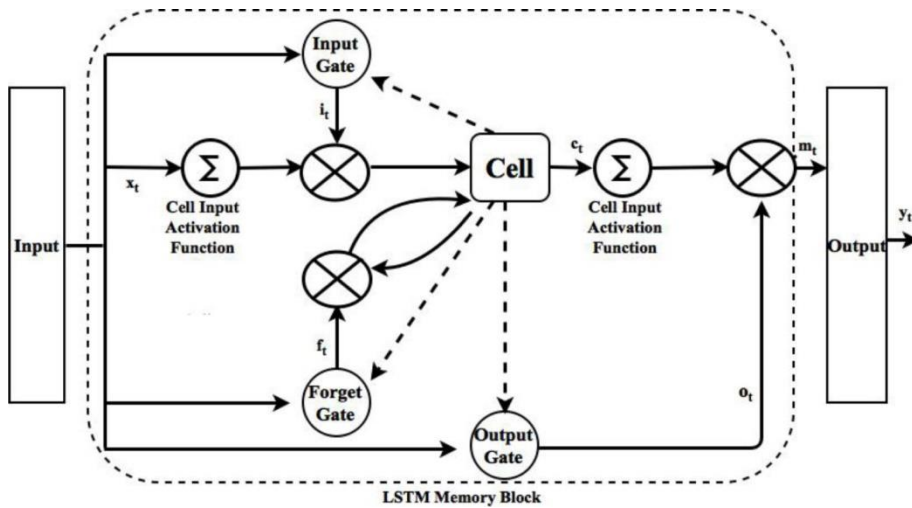 Input
Gate
i_t
Cell
c_t
m_t
x_t
Σ
Σ
Cell Input
Activation
Function
Cell Input
Activation
Function
y_t
Input
Output
f_t
Forget
Gate
o_t
Output
Gate
LSTM Memory Block